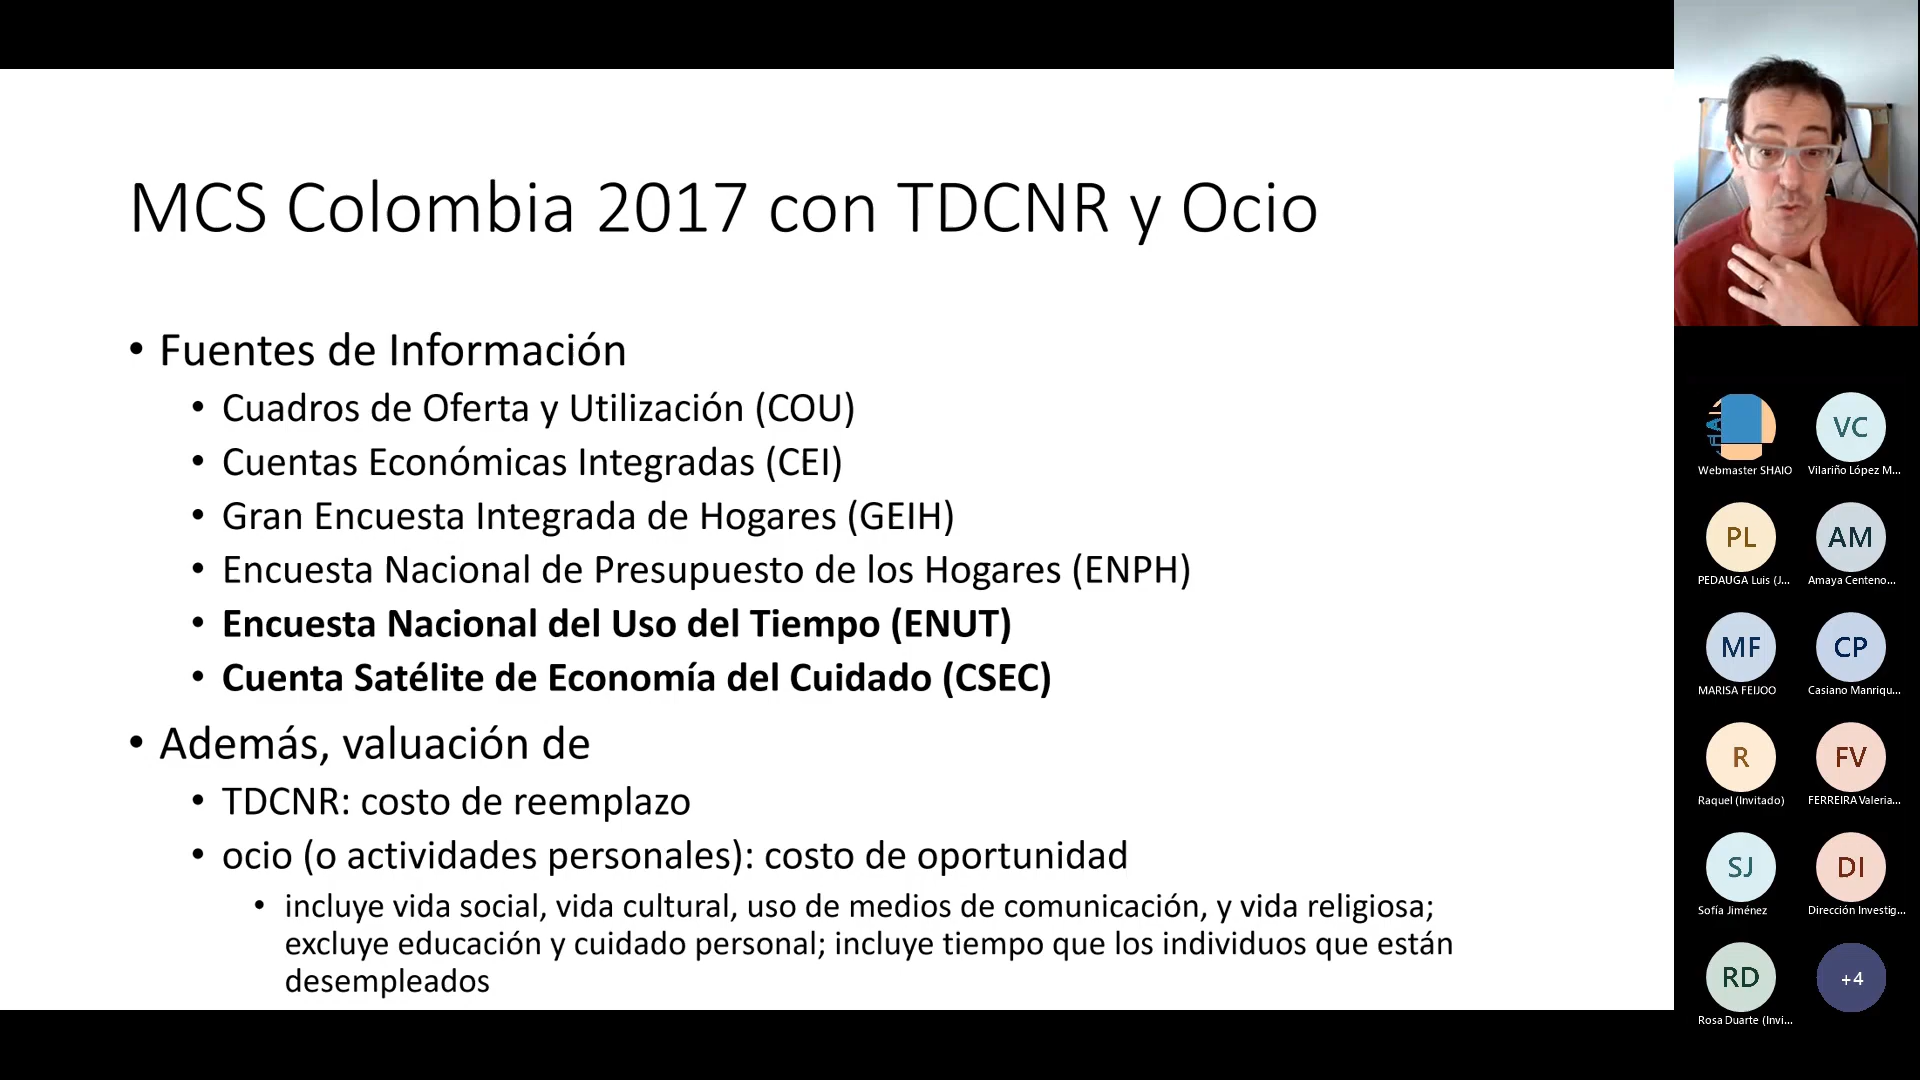 MCS Colombia 2017 con TDCNR y Ocio
• Fuentes de Información
• Cuadros de Oferta y Utilización (COU)
• Cuentas Económicas Integradas (CEI)
• Gran Encuesta Integrada de Hogares (GEIH)
• Encuesta Nacional de Presupuesto de los Hogares (ENPH)
• Encuesta Nacional del Uso del Tiempo (ENUT)
• Cuenta Satélite de Economía del Cuidado (CSEC)
• Además, valuación de
• TDCNR: costo de reemplazo
• ocio (o actividades personales): costo de oportunidad
• incluye vida social, vida cultural, uso de medios de comunicación, y vida religiosa;
excluye educación y cuidado personal; incluye tiempo que los individuos que están
desempleados
VC
Webmaster SHAIO
Vilariño López M...
PL
AM
PEDAUGA Luis (J...
Amaya Centeno...
MF
CP
MARISA FEIJOO
Casiano Manriqu...
R
FV
Raquel (Invitado)
FERREIRA Valeria...
SJ
DI
Sofía Jiménez
Dirección Investig...
RD
+4
Rosa Duarte (Invi...